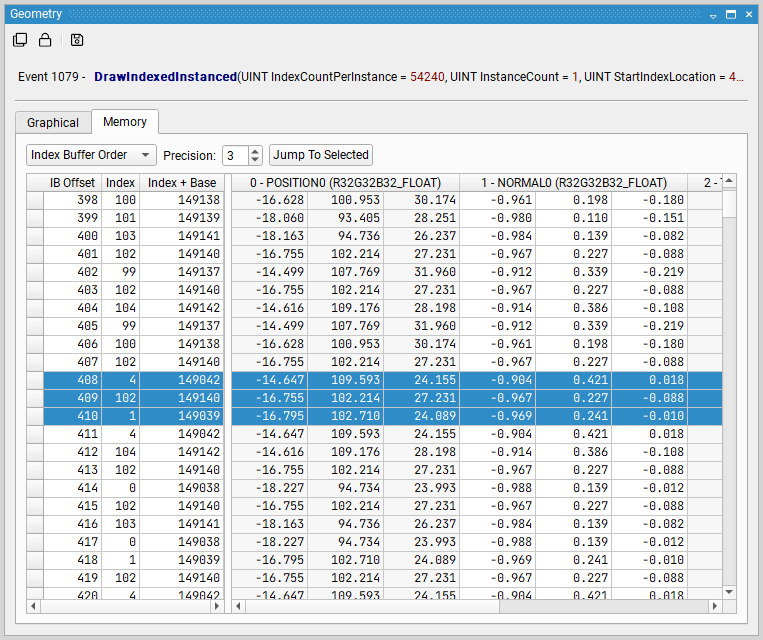 Geometry
Event 1079 - DrawIndexedInstanced(UINT IndexCountPerInstance = 54240, UINT InstanceCount = 1, UINT StartIndexLocation = 4...
Graphical Memory
Index Buffer Order Precision: 3 Jump To Selected
IB Offset Index Index + Base 0 - POSITION0 (R32G32B32_FLOAT) 1 - NORMAL0 (R32G32B32_FLOAT) 2 -
398 100 149138 -16.628 100.953 30.174 -0.961 0.198 -0.180
399 101 149139 -18.060 93.405 28.251 -0.980 0.110 -0.151
400 103 149141 -18.163 94.736 26.237 -0.984 0.139 -0.082
401 102 149140 -16.755 102.214 27.231 -0.967 0.227 -0.088
402 99 149137 -14.499 107.769 31.960 -0.912 0.339 -0.219
403 102 149140 -16.755 102.214 27.231 -0.967 0.227 -0.088
404 104 149142 -14.616 109.176 28.198 -0.914 0.386 -0.108
405 99 149137 -14.499 107.769 31.960 -0.912 0.339 -0.219
406 100 149138 -16.628 100.953 30.174 -0.961 0.198 -0.180
407 102 149140 -16.755 102.214 27.231 -0.967 0.227 -0.088
408 4 149042 -14.647 109.593 24.155 -0.904 0.421 0.018
409 102 149140 -16.755 102.214 27.231 -0.967 0.227 -0.088
410 1 149039 -16.795 102.710 24.089 -0.969 0.241 -0.010
411 4 149042 -14.647 109.593 24.155 -0.904 0.421 0.018
412 104 149142 -14.616 109.176 28.198 -0.914 0.386 -0.108
413 102 149140 -16.755 102.214 27.231 -0.967 0.227 -0.088
414 0 149038 -18.227 94.734 23.993 -0.988 0.139 -0.012
415 102 149140 -16.755 102.214 27.231 -0.967 0.227 -0.088
416 103 149141 -18.163 94.736 26.237 -0.984 0.139 -0.082
417 0 149038 -18.227 94.734 23.993 -0.988 0.139 -0.012
418 1 149039 -16.795 102.710 24.089 -0.969 0.241 -0.010
419 102 149140 -16.755 102.214 27.231 -0.967 0.227 -0.088
420 4 149042 -14.647 109.593 24.155 -0.904 0.421 0.018